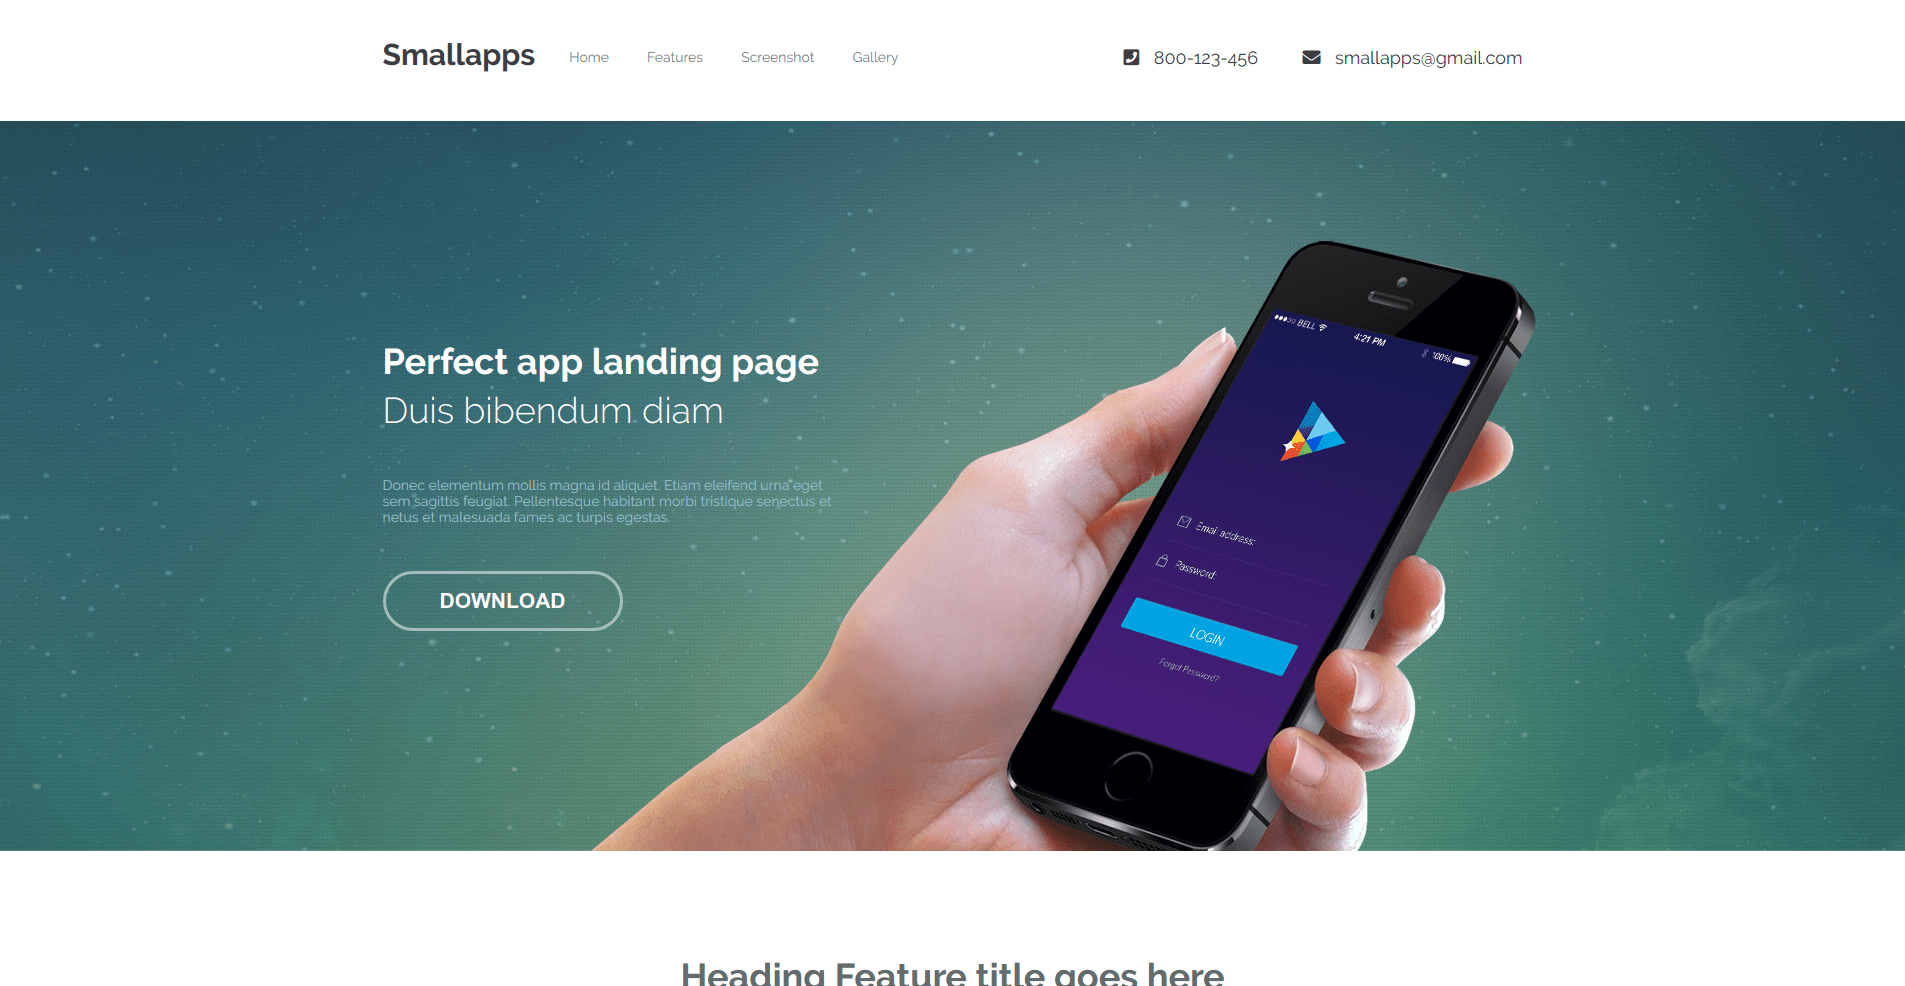 Smallapps
Home
Features
Screenshot
Gallery
800-123-456
smallapps@gmail.com
Perfect app landing page
Duis bibendum diam
Donec elementum mollis magna id aliquet. Etiam eleifend urna eget
sem sagittis feugiat. Pellentesque habitant morbi tristique senectus et
netus et malesuada fames ac turpis egestas.
DOWNLOAD
BELL
4:21 PM
100%
Email address:
Password:
LOGIN
Forgot Password?
Heading Feature title goes here